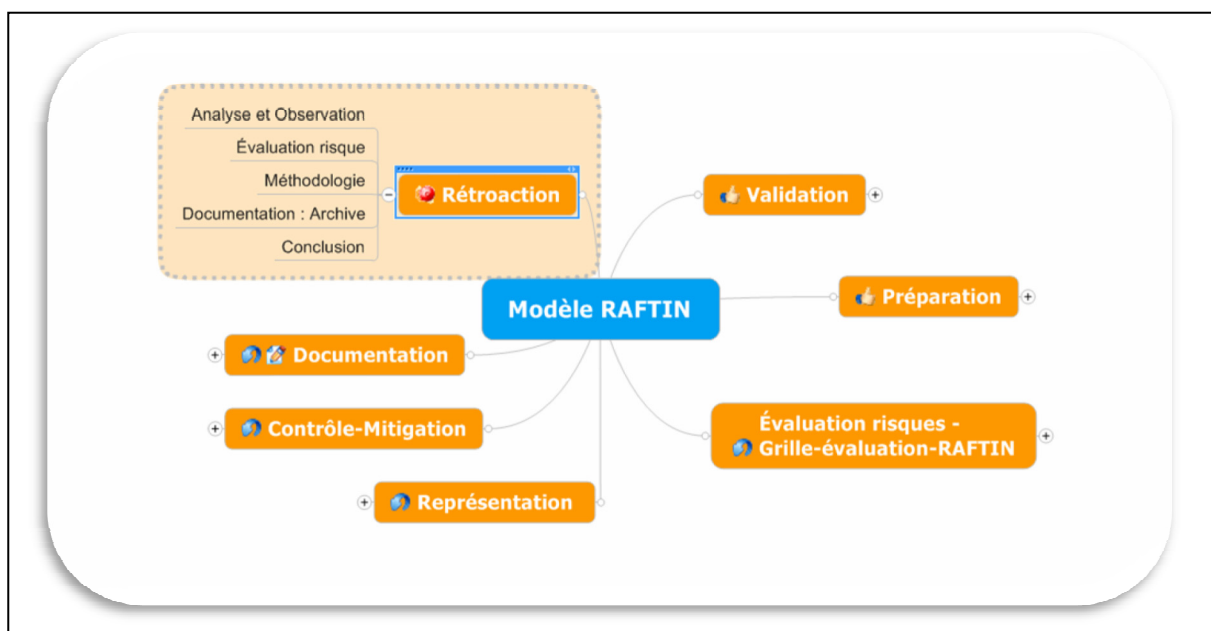 Analyse et Observation
Évaluation risque
Méthodologie
Documentation : Archive
Conclusion
Rétroaction
Validation
Préparation
Modèle RAFTIN
Documentation
Contrôle-Mitigation
Évaluation risques -
Grille-évaluation-RAFTIN
Représentation